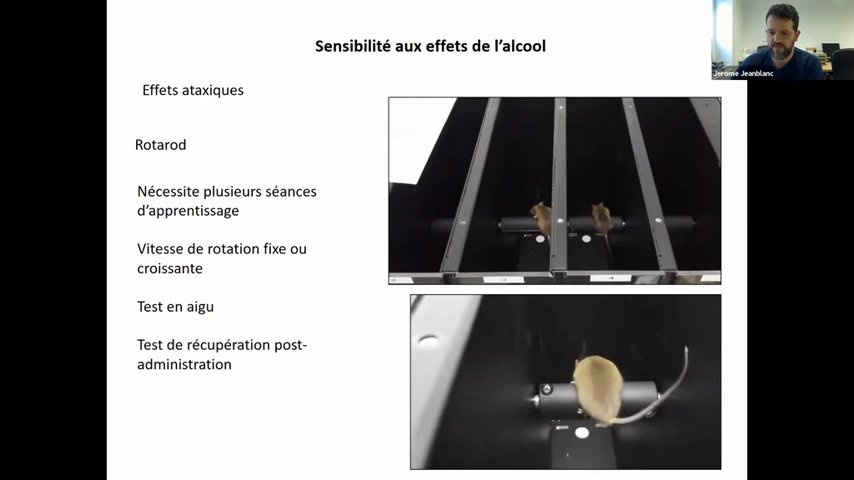 Sensibilité aux effets de l'alcool
Jerome Jeanblanc
Effets ataxiques
Rotarod
Nécessite plusieurs séances
d'apprentissage
Vitesse de rotation fixe ou
croissante
Test en aigu
Test de récupération post-
administration